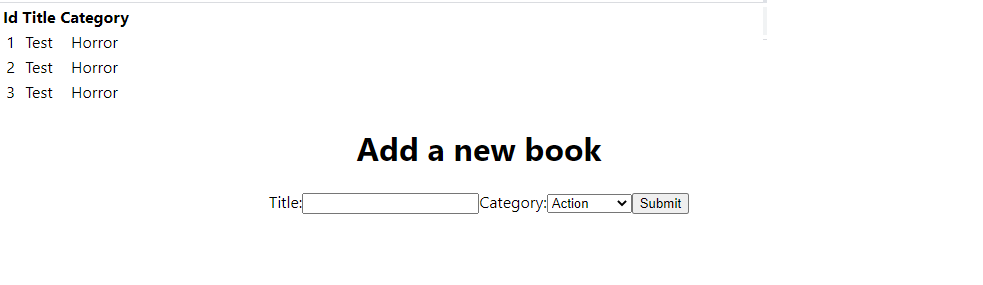 Id Title Category
1 Test Horror
2 Test Horror
3 Test Horror
Add a new book
Title: Category: Action Submit